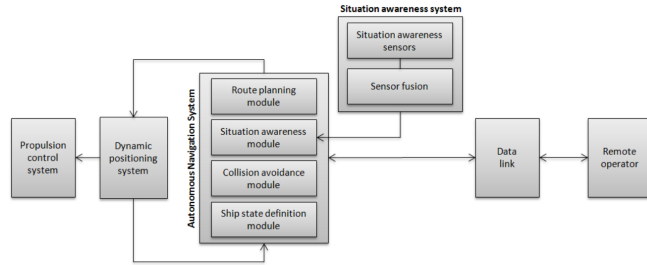 Situation awareness system
Situation awareness
sensors
Sensor fusion
Autonomous Navigation System
Route planning
module
Situation awareness
module
Collision avoidance
module
Ship state definition
module
Propulsion
control
system
Dynamic
positioning
system
Data
link
Remote
operator